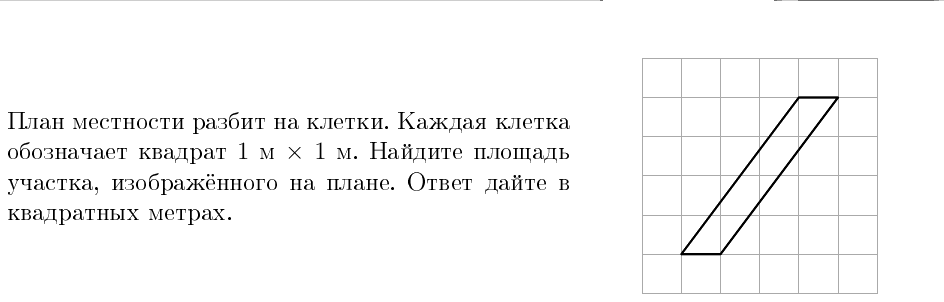 План местности разбит на клетки. Каждая клетка
обозначает квадрат 1 м × 1 м. Найдите площадь
участка, изображённого на плане. Ответ дайте в
квадратных метрах.